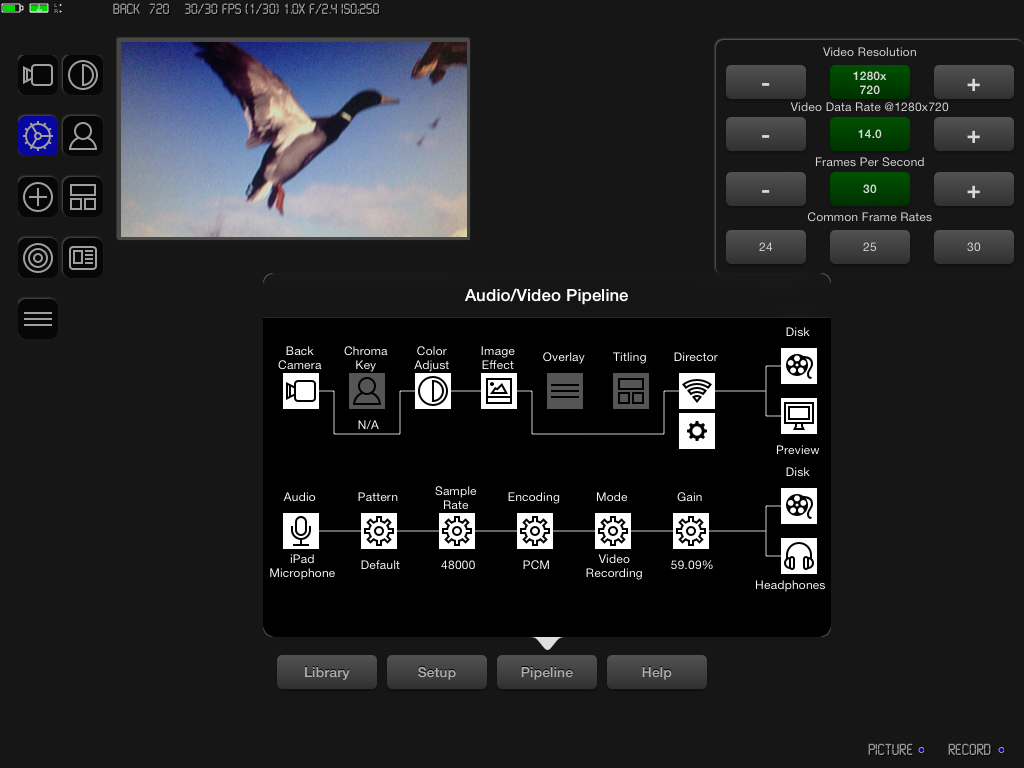 BACK 720 30/30 FPS (1/30) 1.0X F/2.4 ISO:250
Video Resolution
-
1280x
720
+
Video Data Rate @1280x720
-
14.0
+
Frames Per Second
-
30
+
Common Frame Rates
24
25
30
Audio/Video Pipeline
Back
Camera
Chroma
Key
N/A
Color
Adjust
Image
Effect
Overlay
Titling
Director
Disk
Preview
Audio
iPad
Microphone
Pattern
Default
Sample
Rate
48000
Encoding
PCM
Mode
Video
Recording
Gain
59.09%
Disk
Headphones
Library
Setup
Pipeline
Help
PICTURE
RECORD